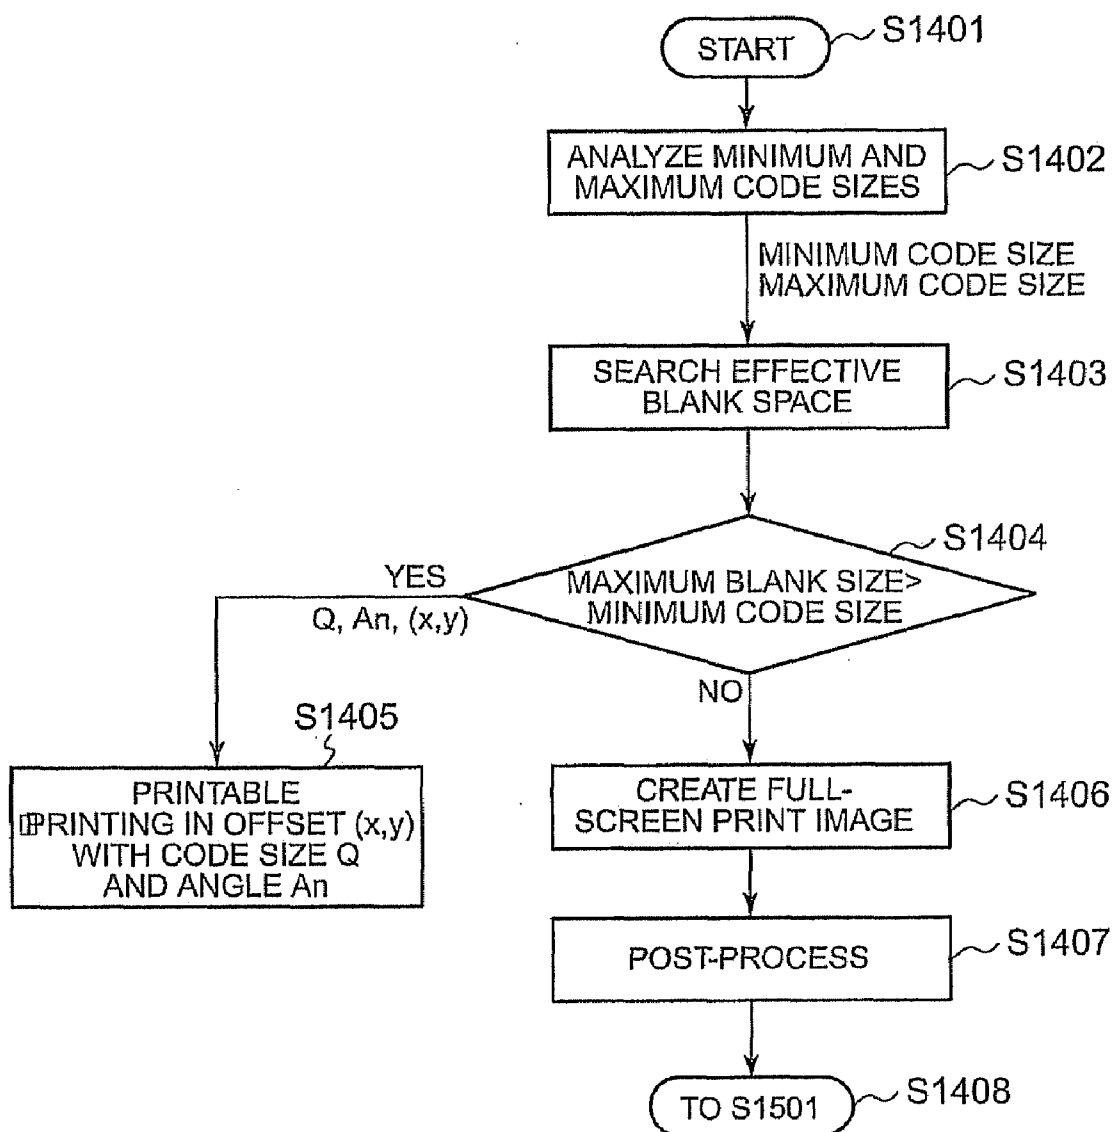 START
S1401
ANALYZE MINIMUM AND
MAXIMUM CODE SIZES
S1402
MINIMUM CODE SIZE
MAXIMUM CODE SIZE
SEARCH EFFECTIVE
BLANK SPACE
S1403
S1404
MAXIMUM BLANK SIZE>
MINIMUM CODE SIZE
YES
Q, An, (x,y)
NO
S1405
PRINTABLE
PRINTING IN OFFSET (x,y)
WITH CODE SIZE Q
AND ANGLE An
CREATE FULL-
SCREEN PRINT IMAGE
S1406
POST-PROCESS
S1407
TO S1501
S1408